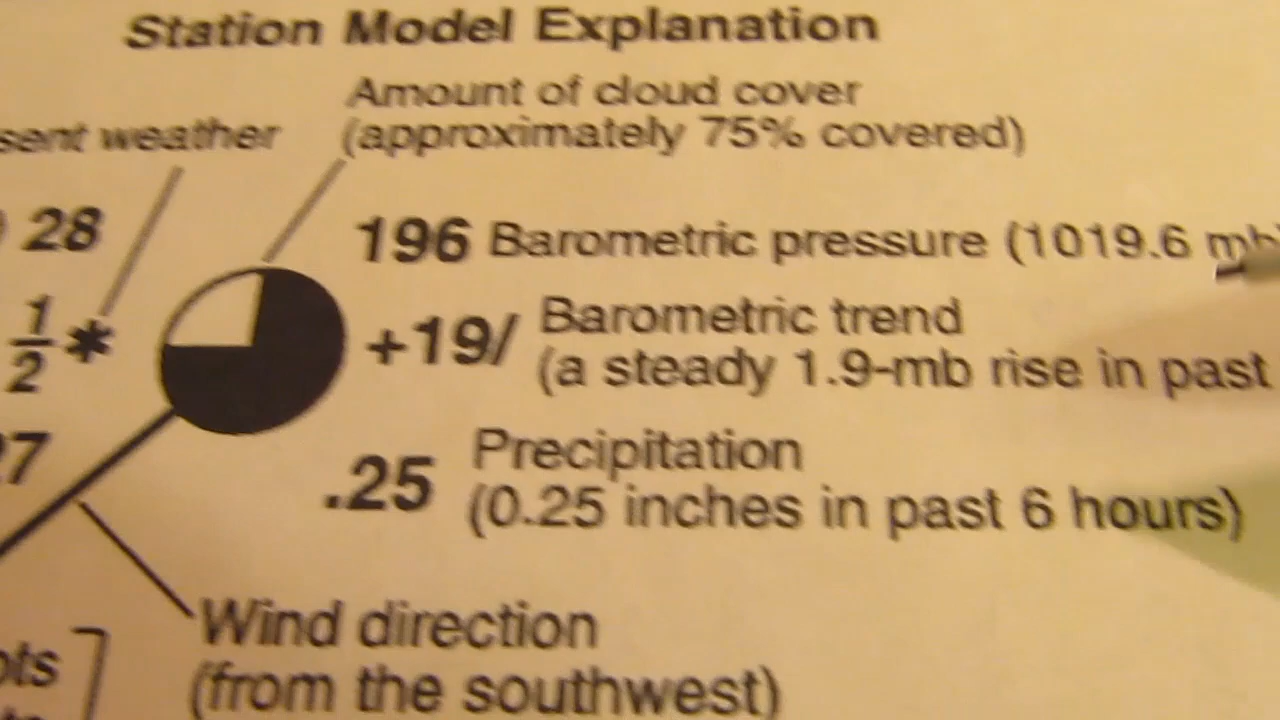 Station Model Explanation
Amount of cloud cover
(approximately 75% covered)
weather
28
196 Barometric pressure (1019.6 mb)
1/2 *
+19/ Barometric trend
(a steady 1.9-mb rise in past
.25 Precipitation
(0.25 inches in past 6 hours)
Wind direction
(from the southwest)